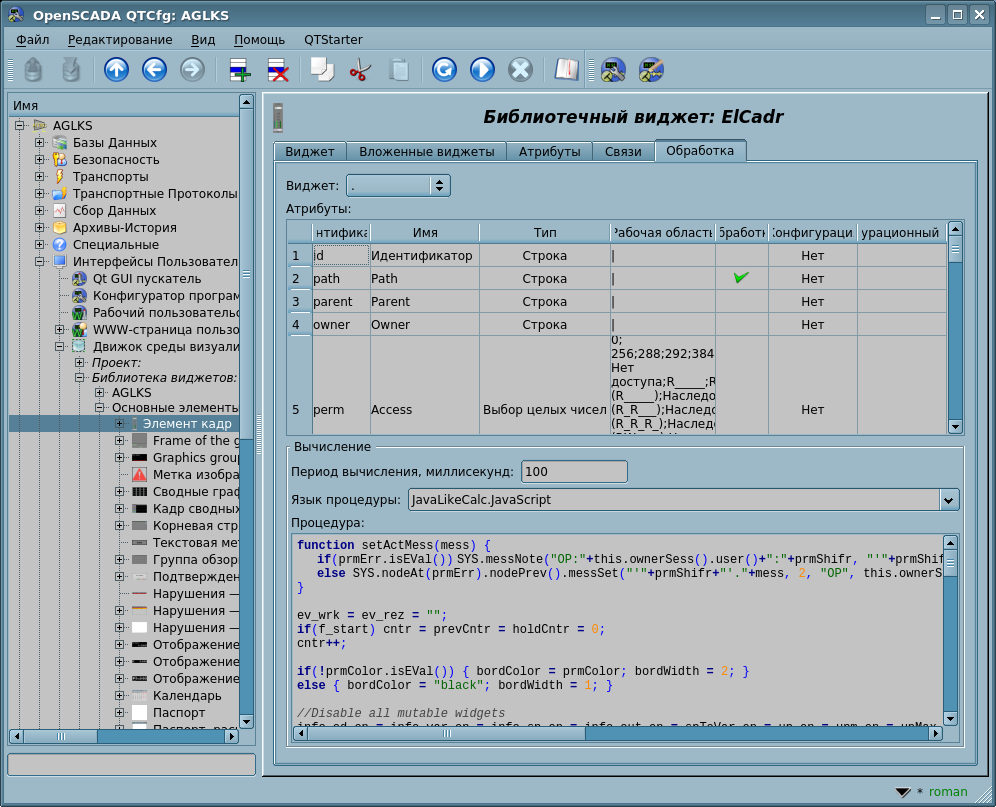 OpenSCADA QTCfg: AGLKS
Файл Редактирование Вид Помощь QTStarter
Имя
AGLKS
Базы Данных
Безопасность
Транспорты
Транспортные Протоколы
Сбор Данных
Архивы-История
Специальные
Интерфейсы Пользовател
Qt GUI пускатель
Конфигуратор програм
Рабочий пользователь
WWW-страница пользо
Движок среды визуали
Проект:
Библиотека виджетов:
AGLKS
Основные элементы
Элемент кадр
Frame of the g
Graphics grou
Метка изобра
Сводные граф
Кадр сводных
Корневая стр
Текстовая ме
Группа обзор
Подтвержден
Нарушения —
Нарушения —
Нарушения —
Отображение
Отображение
Отображение
Календарь
Паспорт
Библиотечный виджет: ElCadr
Виджет Вложенные виджеты Атрибуты Связи Обработка
Виджет: .
Атрибуты:
нтифика Имя Тип Рабочая область бработк Конфигураци урационный
1 id Идентификатор Строка | Нет
2 path Path Строка | Нет
3 parent Parent Строка | Нет
4 owner Owner Строка | Нет
0;
256;288;292;384
Нет
доступа;R_____;R
(R_____);Наследо
5 perm Access Выбор целых чисел (R_R___);Наследо Нет
(R_R_R_);Наследо
Вычисление
Период вычисления, миллисекунд: 100
Язык процедуры: JavaLikeCalc.JavaScript
Процедура:
function setActMess(mess) {
if(prmErr.isEVal()) SYS.messNote("OP:"+this.ownerSess().user()+":"+prmShifr, "'"+prmShif
else SYS.nodeAt(prmErr).nodePrev().messSet("'"+prmShifr+"'."+mess, 2, "OP", this.ownerS
}
ev_wrk = ev_rez = "";
if(f_start) cntr = prevCntr = holdCntr = 0;
cntr++;
if(!prmColor.isEVal()) { bordColor = prmColor; bordWidth = 2; }
else { bordColor = "black"; bordWidth = 1; }
//Disable all mutable widgets
* roman